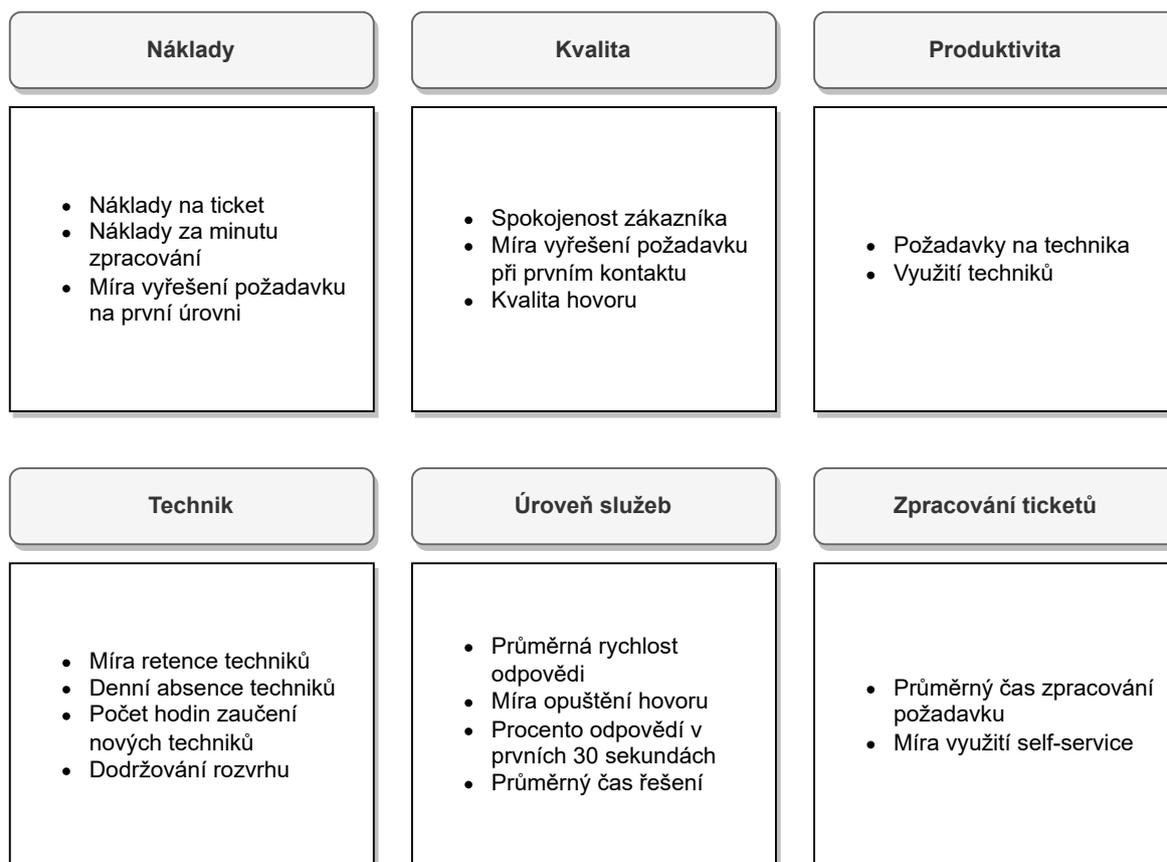 Náklady
Kvalita
Produktivita
• Náklady na ticket
• Náklady za minutu
zpracování
• Míra vyřešení požadavku
na první úrovni
• Spokojenost zákazníka
• Míra vyřešení požadavku
při prvním kontaktu
• Kvalita hovoru
• Požadavky na technika
• Využití techniků
Technik
Úroveň služeb
Zpracování ticketů
• Míra retence techniků
• Denní absence techniků
• Počet hodin zaučení
nových techniků
• Dodržování rozvrhu
• Průměrná rychlost
odpovědi
• Míra opuštění hovoru
• Procento odpovědí v
prvních 30 sekundách
• Průměrný čas řešení
• Průměrný čas zpracování
požadavku
• Míra využití self-service